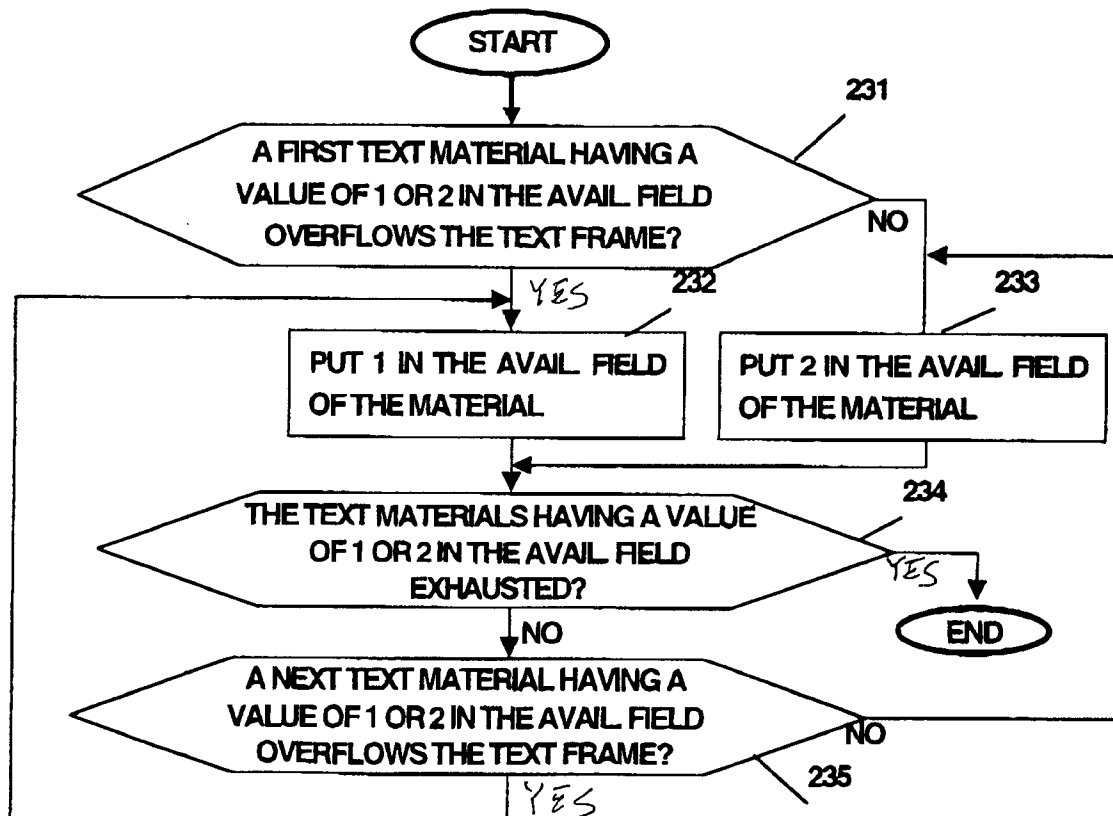 START
231
A FIRST TEXT MATERIAL HAVING A
VALUE OF 1 OR 2 IN THE AVAIL. FIELD
OVERFLOWS THE TEXT FRAME?
NO
YES
232
233
PUT 1 IN THE AVAIL. FIELD
OF THE MATERIAL
PUT 2 IN THE AVAIL. FIELD
OF THE MATERIAL
234
THE TEXT MATERIALS HAVING A VALUE
OF 1 OR 2 IN THE AVAIL. FIELD
EXHAUSTED?
YES
END
NO
A NEXT TEXT MATERIAL HAVING A
VALUE OF 1 OR 2 IN THE AVAIL. FIELD
OVERFLOWS THE TEXT FRAME?
NO
235
YES